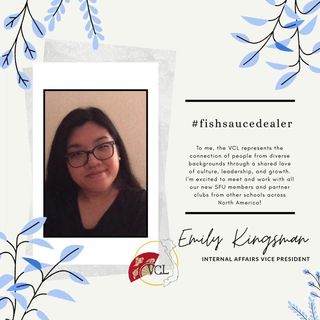 #fishsaucedealer
To me, the VCL represents the
connection of people from diverse
backgrounds through a shared love
of culture, leadership, and growth.
I'm excited to meet and work with all
our new SFU members and partner
clubs from other schools across
North America!
Emily Kingsman
INTERNAL AFFAIRS VICE PRESIDENT
VCL